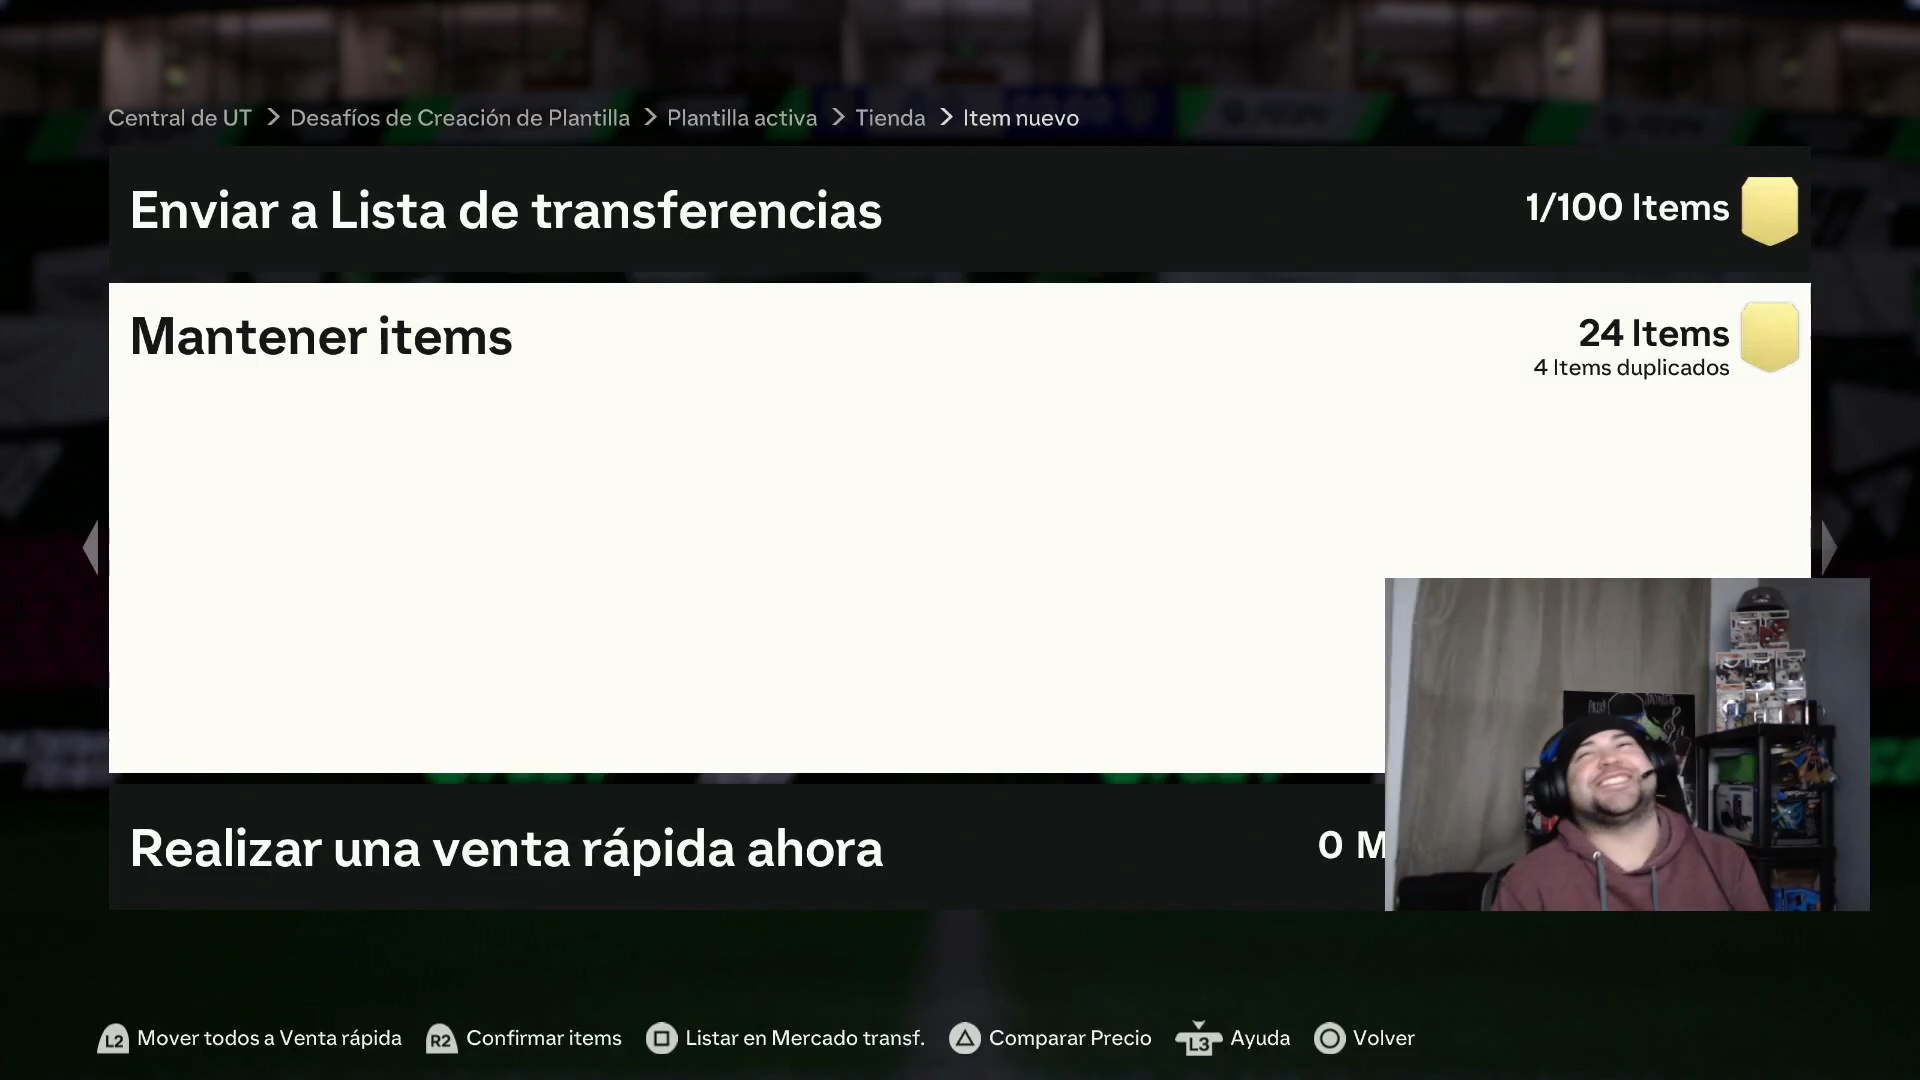 Central de UT > Desafíos de Creación de Plantilla > Plantilla activa > Tienda > Item nuevo
Enviar a Lista de transferencias
1/100 Items
Mantener items
24 Items
4 Items duplicados
Realizar una venta rápida ahora
0 M
L2 Mover todos a Venta rápida R2 Confirmar items Listar en Mercado transf. Comparar Precio L3 Ayuda Volver